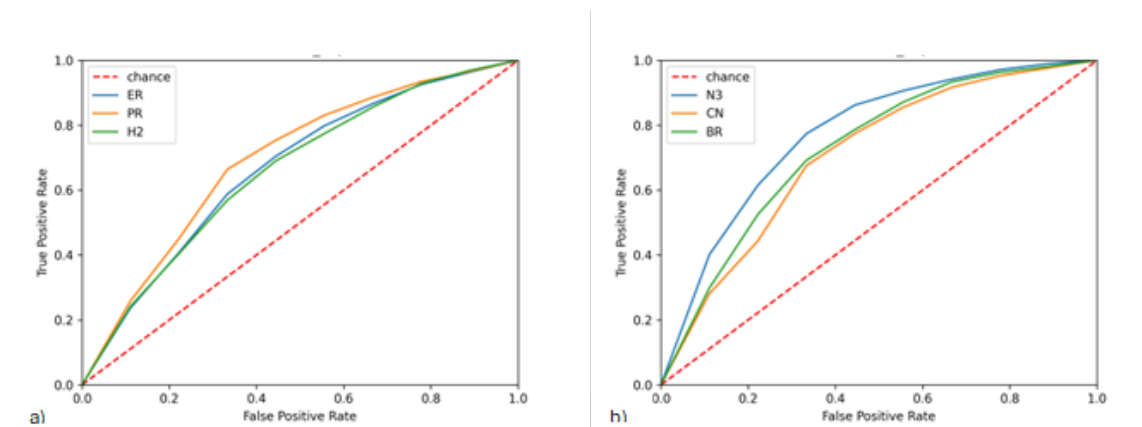 1.0
0.8
0.6
0.4
0.2
0.0
True Positive Rate
chance
ER
PR
H2
0.0 0.2 0.4 0.6 0.8 1.0
False Positive Rate
a)
1.0
0.8
0.6
0.4
0.2
0.0
True Positive Rate
chance
N3
CN
BR
0.0 0.2 0.4 0.6 0.8 1.0
False Positive Rate
b)